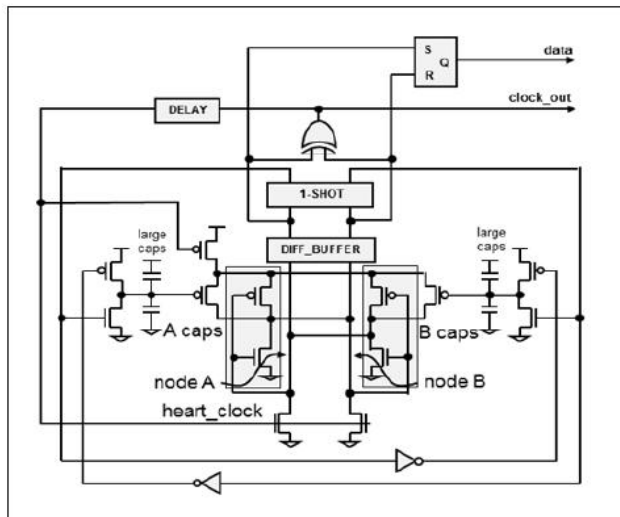 S
Q
R
data
clock_out
DELAY
1-SHOT
large
caps
DIFF_BUFFER
large
caps
A caps
B caps
node A
node B
heart_clock